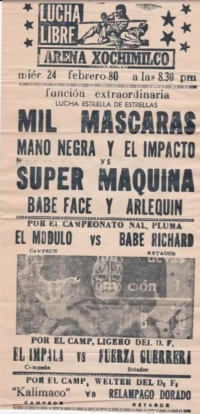 LUCHA
LIBRE
ARENA XOCHIMILCO
miér. 24 febrero 80 a las 8.30 pm
función extraordinaria
LUCHA ESTRELLA DE ESTRELLAS
MIL MASCARAS
MANO NEGRA Y EL IMPACTO
vs
SUPER MAQUINA
BABE FACE Y ARLEQUIN
POR EL CAMPEONATO NAL, PLUMA
EL MODULO vs BABE RICHARD
CAMPEON RETADOR
EL IMPALA vs FUERZA GUERRERA
Campeón Retador
POR EL CAMP, LIGERO DEL D. F.
POR EL CAMP, WELTER DEL D, F,
"Kalimaco" vs RELAMPAGO DORADO
CAMPEON RETADOR